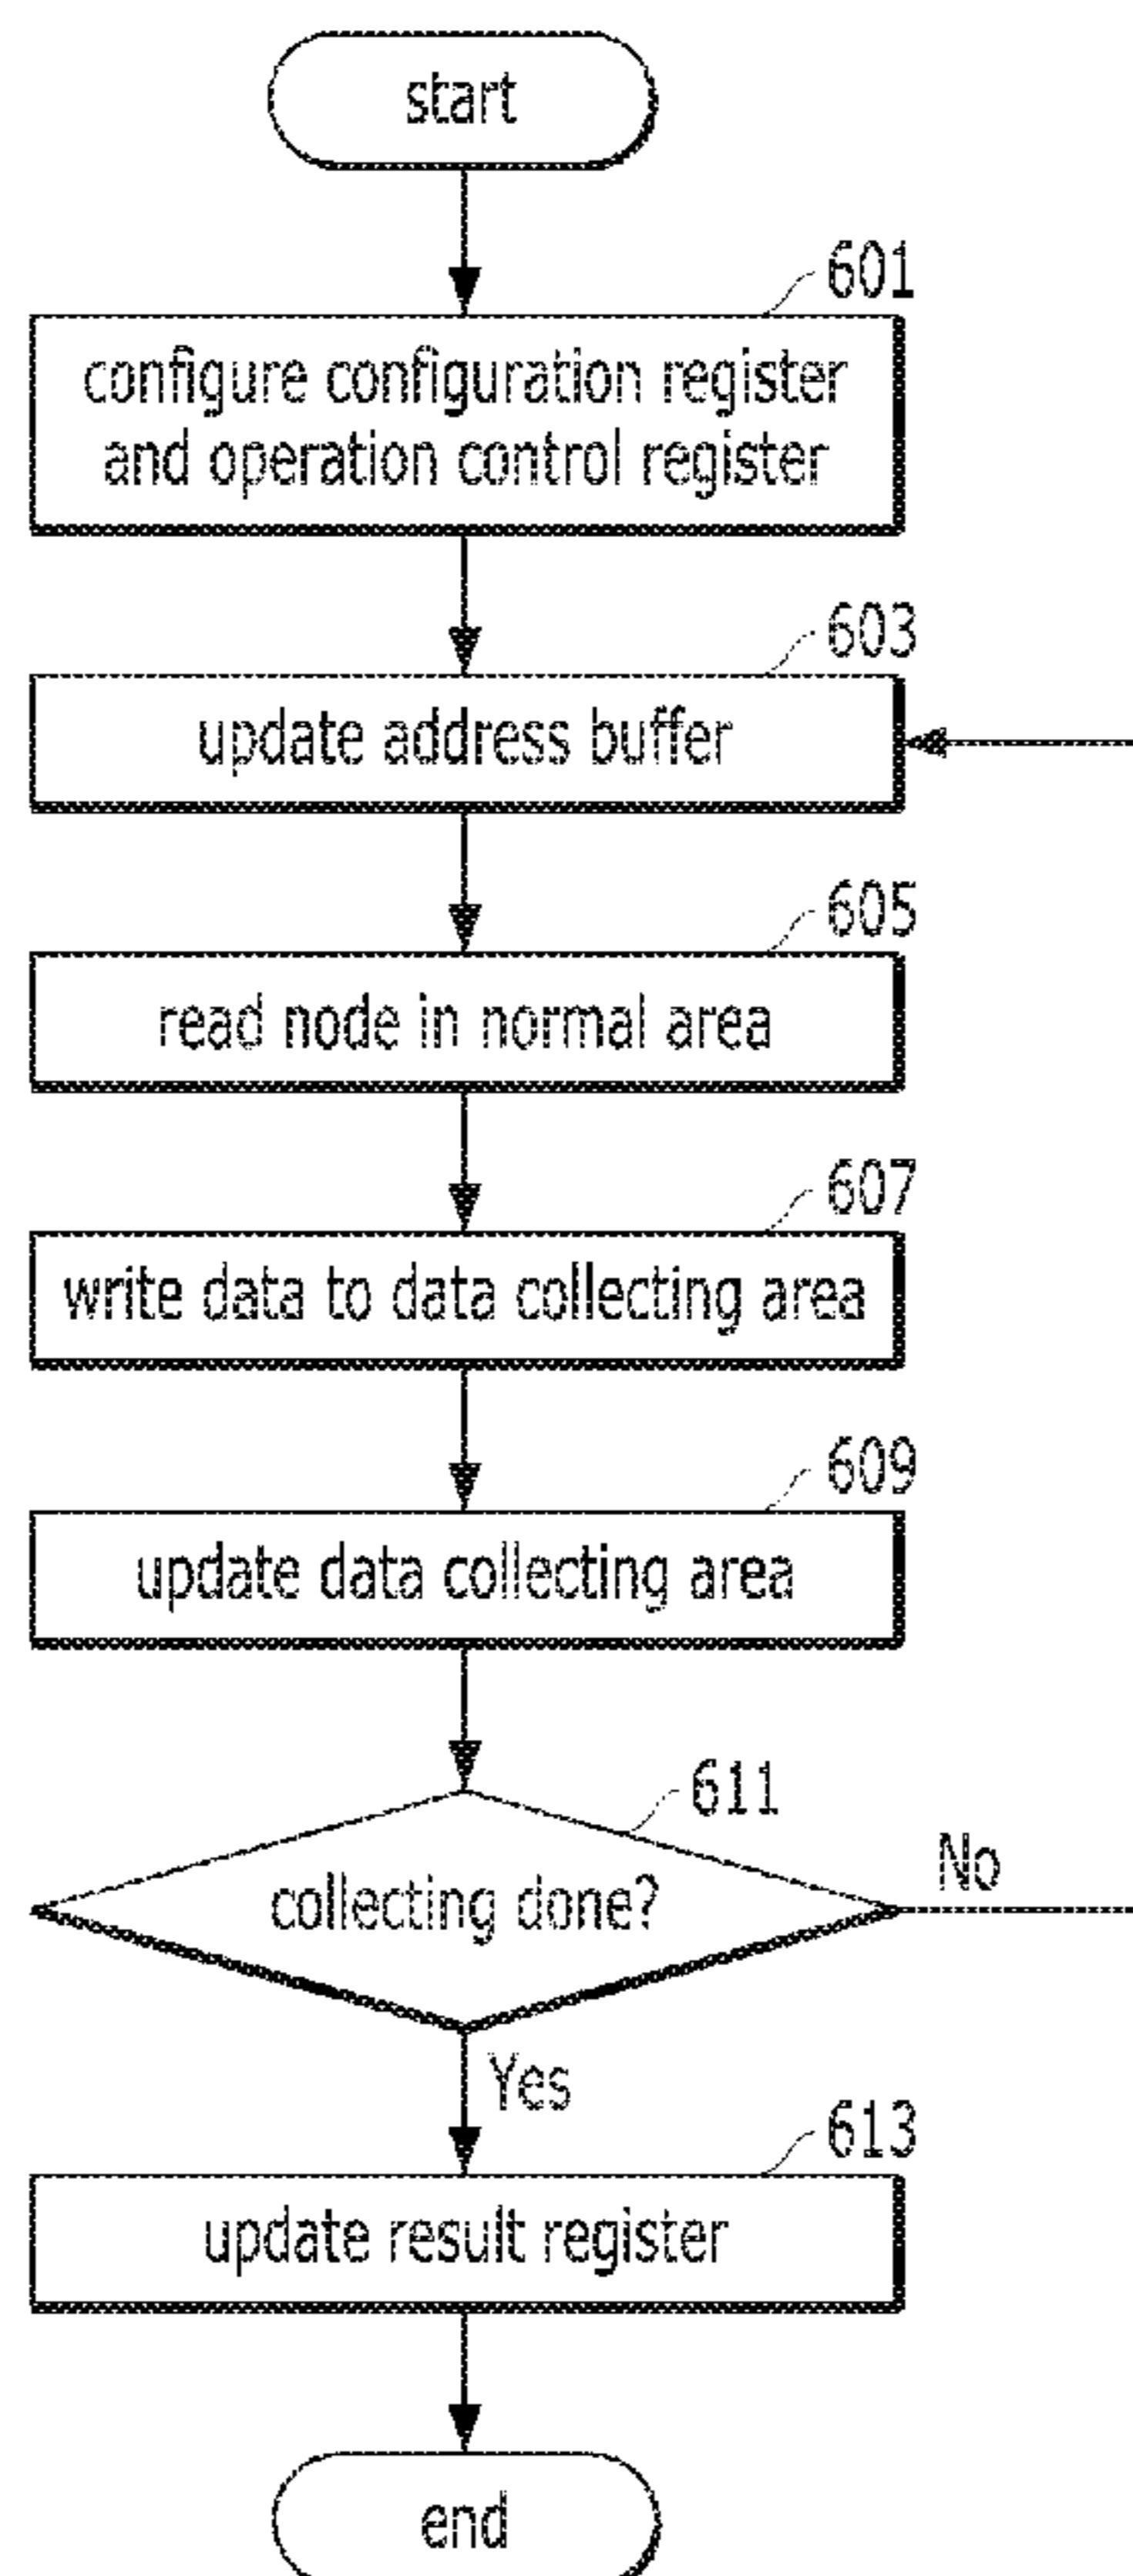 start
601
configure configuration register
and operation control register
603
update address buffer
605
read node in normal area
607
write data to data collecting area
609
update data collecting area
611
collecting done?
No
Yes
613
update result register
end